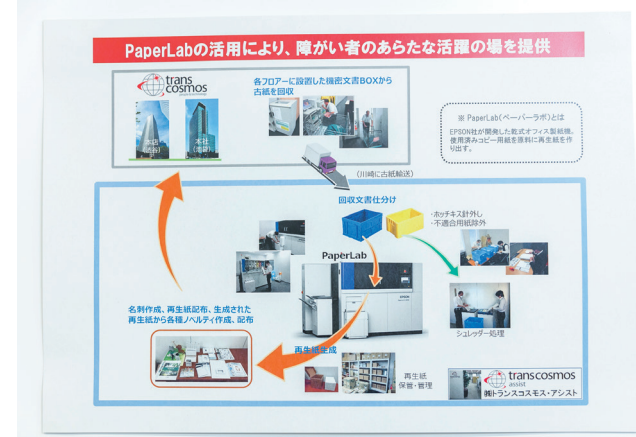 PaperLabの活用により、障がい者のあらたな活躍の場を提供
trans
cosmos
各フロアーに設置した機密文書BOXから
古紙を回収
本店
(渋谷)
本社
(池袋)
※ PaperLab(ペーパーラボ)とは
EPSON社が開発した乾式オフィス製紙機。
使用済みコピー用紙を原料に再生紙を作
り出す。
(川崎に古紙輸送)
回収文書仕分け
・ホッチキス針外し
・不適合用紙除外
PaperLab
EPSON
名刺作成、再生紙配布、生成された
再生紙から各種ノベルティ作成、配布
シュレッダー処理
再生紙生成
再生紙
保管・管理
transcosmos
assist
㈱トランスコスモス・アシスト